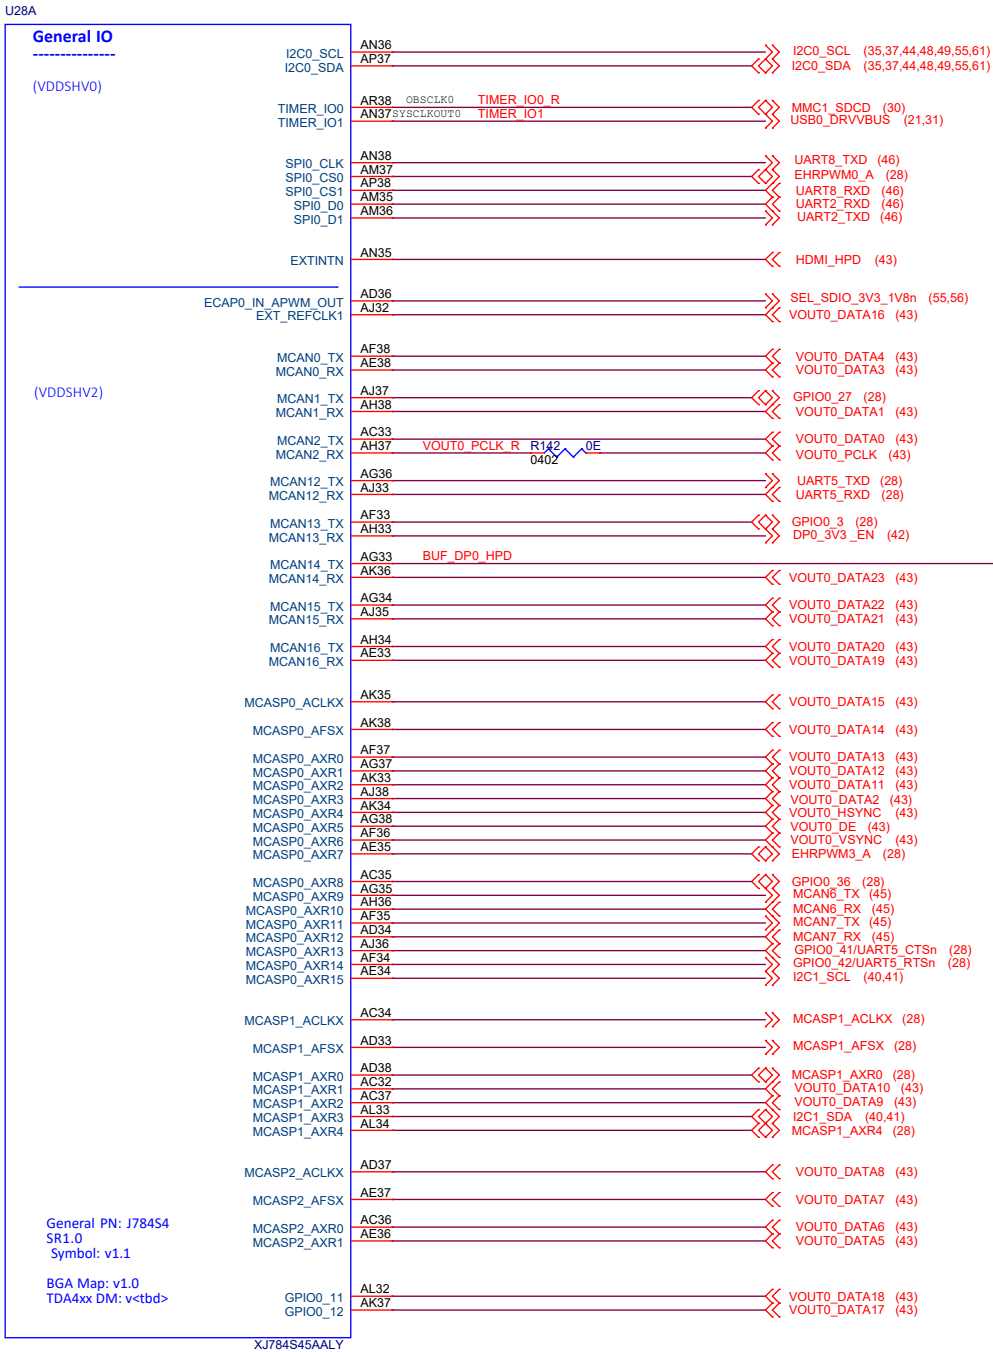 U28A
General IO
---------------
(VDDSHV0)
I2C0_SCL AN36 I2C0_SCL (35,37,44,48,49,55,61)
I2C0_SDA AP37 I2C0_SDA (35,37,44,48,49,55,61)
TIMER_IO0 AR38 OBSCLK0 TIMER_IO0_R MMC1_SDCD (30)
TIMER_IO1 AN37 SYSCLKOUT0 TIMER_IO1 USB0_DRVVBUS (21,31)
SPI0_CLK AN38 UART8_TXD (46)
SPI0_CS0 AM37 EHRPWM0_A (28)
SPI0_CS1 AP38 UART8_RXD (46)
SPI0_D0 AM35 UART2_RXD (46)
SPI0_D1 AM36 UART2_TXD (46)
EXTINTN AN35 HDMI_HPD (43)
ECAP0_IN_APWM_OUT AD36 SEL_SDIO_3V3_1V8n (55,56)
EXT_REFCLK1 AJ32 VOUT0_DATA16 (43)
MCAN0_TX AF38 VOUT0_DATA4 (43)
MCAN0_RX AE38 VOUT0_DATA3 (43)
(VDDSHV2)
MCAN1_TX AJ37 GPIO0_27 (28)
MCAN1_RX AH38 VOUT0_DATA1 (43)
MCAN2_TX AC33 VOUT0_DATA0 (43)
MCAN2_RX AH37 VOUT0_PCLK_R R142 0E VOUT0_PCLK (43)
0402
MCAN12_TX AG36 UART5_TXD (28)
MCAN12_RX AJ33 UART5_RXD (28)
MCAN13_TX AF33 GPIO0_3 (28)
MCAN13_RX AH33 DP0_3V3_EN (42)
MCAN14_TX AG33 BUF_DP0_HPD
MCAN14_RX AK36 VOUT0_DATA23 (43)
MCAN15_TX AG34 VOUT0_DATA22 (43)
MCAN15_RX AJ35 VOUT0_DATA21 (43)
MCAN16_TX AH34 VOUT0_DATA20 (43)
MCAN16_RX AE33 VOUT0_DATA19 (43)
MCASP0_ACLKX AK35 VOUT0_DATA15 (43)
MCASP0_AFSX AK38 VOUT0_DATA14 (43)
MCASP0_AXR0 AF37 VOUT0_DATA13 (43)
MCASP0_AXR1 AG37 VOUT0_DATA12 (43)
MCASP0_AXR2 AK33 VOUT0_DATA11 (43)
MCASP0_AXR3 AJ38 VOUT0_DATA2 (43)
MCASP0_AXR4 AK34 VOUT0_HSYNC (43)
MCASP0_AXR5 AG38 VOUT0_DE (43)
MCASP0_AXR6 AF36 VOUT0_VSYNC (43)
MCASP0_AXR7 AE35 EHRPWM3_A (28)
MCASP0_AXR8 AC35 GPIO0_36 (28)
MCASP0_AXR9 AG35 MCAN6_TX (45)
MCASP0_AXR10 AH36 MCAN6_RX (45)
MCASP0_AXR11 AF35 MCAN7_TX (45)
MCASP0_AXR12 AD34 MCAN7_RX (45)
MCASP0_AXR13 AJ36 GPIO0_41/UART5_CTSn (28)
MCASP0_AXR14 AF34 GPIO0_42/UART5_RTSn (28)
MCASP0_AXR15 AE34 I2C1_SCL (40,41)
MCASP1_ACLKX AC34 MCASP1_ACLKX (28)
MCASP1_AFSX AD33 MCASP1_AFSX (28)
MCASP1_AXR0 AD38 MCASP1_AXR0 (28)
MCASP1_AXR1 AC32 VOUT0_DATA10 (43)
MCASP1_AXR2 AC37 VOUT0_DATA9 (43)
MCASP1_AXR3 AL33 I2C1_SDA (40,41)
MCASP1_AXR4 AL34 MCASP1_AXR4 (28)
MCASP2_ACLKX AD37 VOUT0_DATA8 (43)
MCASP2_AFSX AE37 VOUT0_DATA7 (43)
MCASP2_AXR0 AC36 VOUT0_DATA6 (43)
MCASP2_AXR1 AE36 VOUT0_DATA5 (43)
General PN: J784S4
SR1.0
Symbol: v1.1
BGA Map: v1.0
TDA4xx DM: v<tbd>
GPIO0_11 AL32 VOUT0_DATA18 (43)
GPIO0_12 AK37 VOUT0_DATA17 (43)
XJ784S45AALY